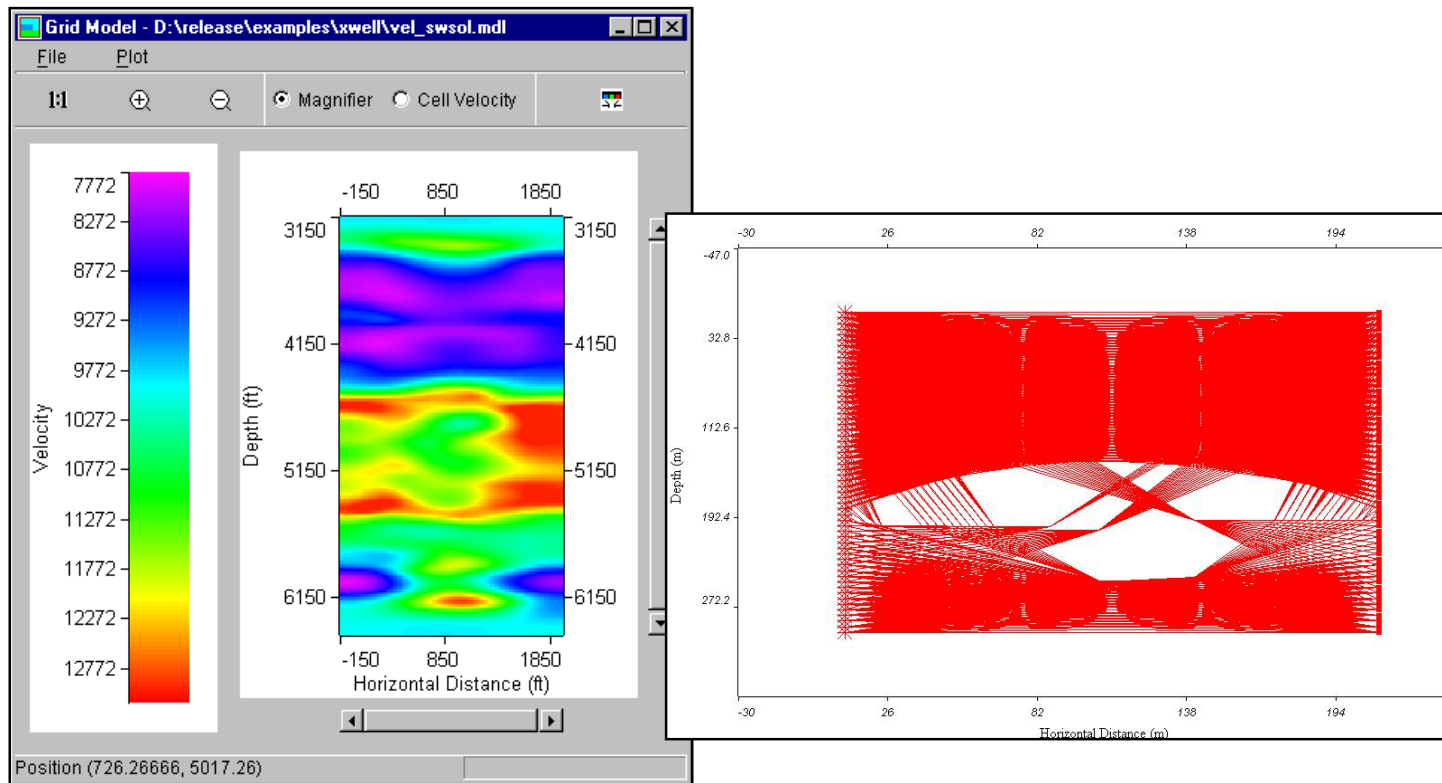 Grid Model - D:\release\examples\xwell\vel_swsol.mdl
File Plot
1:1 Magnifier Cell Velocity
7772
8272
8772
9272
9772
10272
10772
11272
11772
12272
12772
Velocity
-150 850 1850
3150 3150
4150 4150
5150 5150
6150 6150
Depth (ft)
-150 850 1850
Horizontal Distance (ft)
Position (726.26666, 5017.26)
-30 26 82 138 194
-47.0
32.8
112.6
192.4
272.2
Depth (m)
-30 26 82 138 194
Horizontal Distance (m)